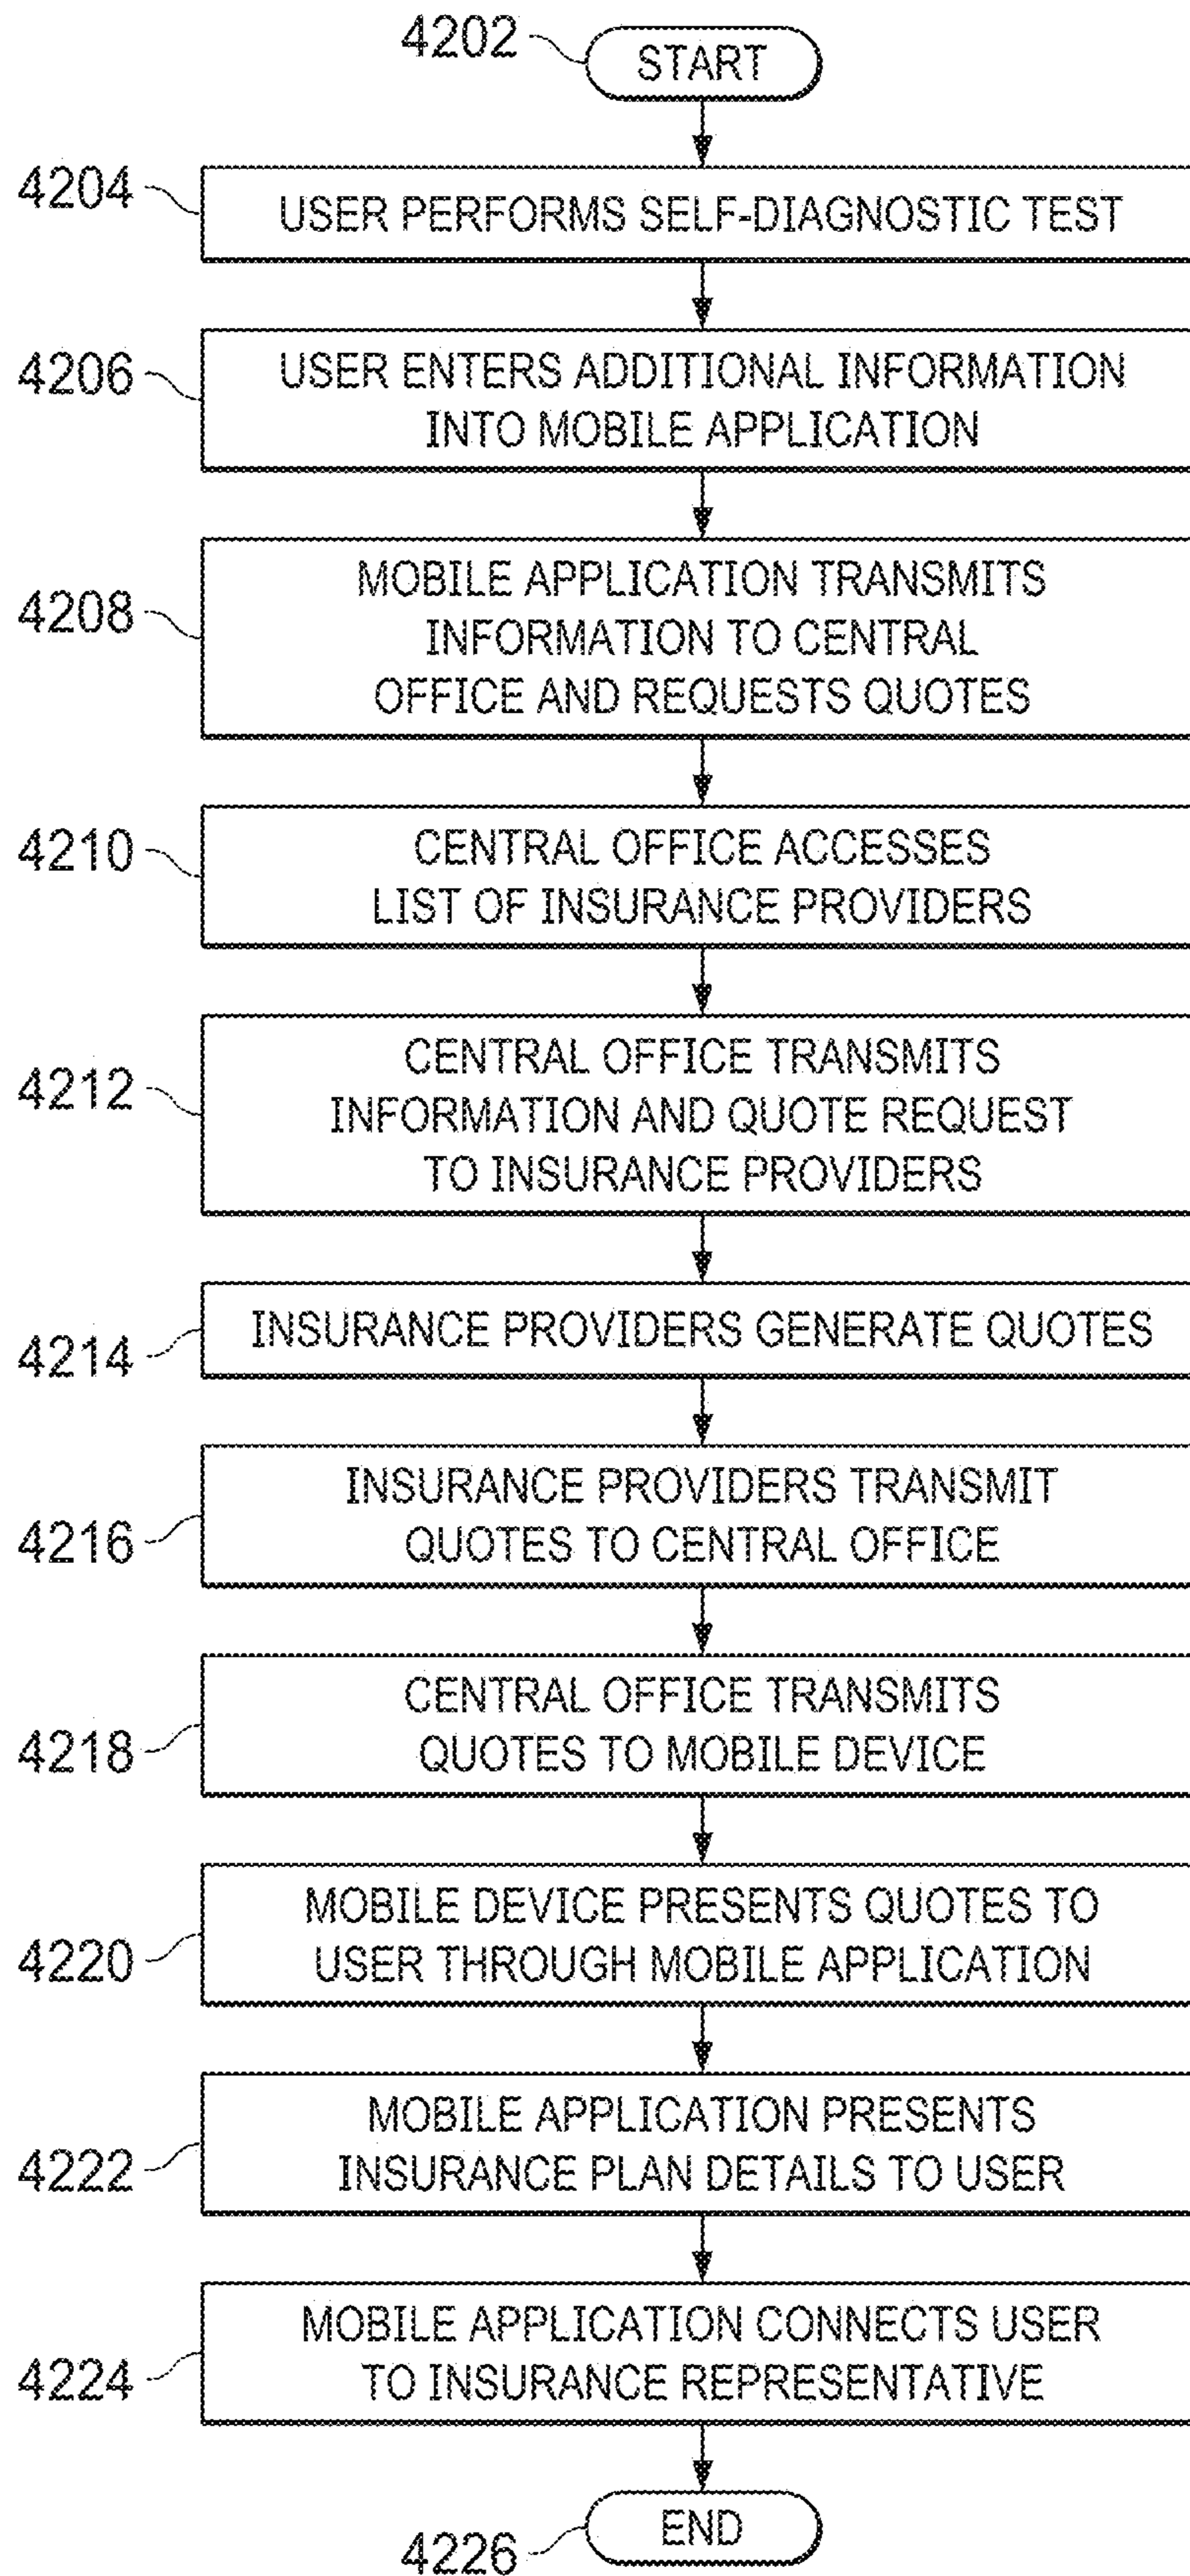 4202
START
4204
USER PERFORMS SELF-DIAGNOSTIC TEST
4206
USER ENTERS ADDITIONAL INFORMATION
INTO MOBILE APPLICATION
4208
MOBILE APPLICATION TRANSMITS
INFORMATION TO CENTRAL
OFFICE AND REQUESTS QUOTES
4210
CENTRAL OFFICE ACCESSES
LIST OF INSURANCE PROVIDERS
4212
CENTRAL OFFICE TRANSMITS
INFORMATION AND QUOTE REQUEST
TO INSURANCE PROVIDERS
4214
INSURANCE PROVIDERS GENERATE QUOTES
4216
INSURANCE PROVIDERS TRANSMIT
QUOTES TO CENTRAL OFFICE
4218
CENTRAL OFFICE TRANSMITS
QUOTES TO MOBILE DEVICE
4220
MOBILE DEVICE PRESENTS QUOTES TO
USER THROUGH MOBILE APPLICATION
4222
MOBILE APPLICATION PRESENTS
INSURANCE PLAN DETAILS TO USER
4224
MOBILE APPLICATION CONNECTS USER
TO INSURANCE REPRESENTATIVE
4226
END